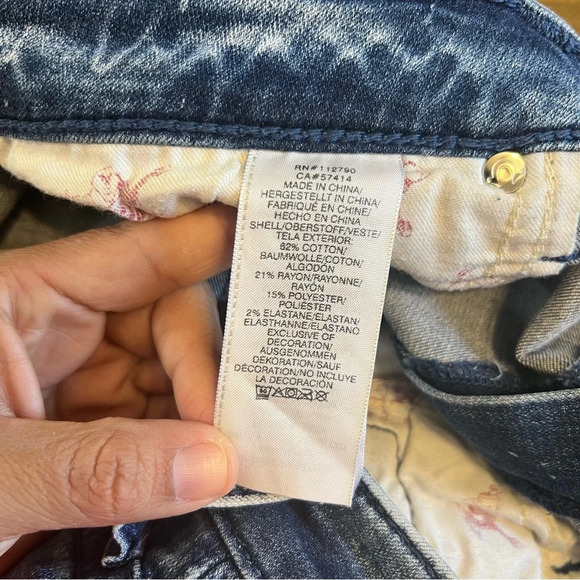 RN# 112790
CA# 57414
MADE IN CHINA/
HERGESTELLT IN CHINA/
FABRIQUÉ EN CHINE/
HECHO EN CHINA
SHELL/OBERSTOFF/VESTE/
TELA EXTERIOR:
62% COTTON/
BAUMWOLLE/COTON/
ALGODÓN
21% RAYON/RAYONNE/
RAYÓN
15% POLYESTER/
POLIÉSTER
2% ELASTANE/ELASTAN/
ELASTHANNE/ELASTANO
EXCLUSIVE OF
DECORATION/
AUSGENOMMEN
DEKORATION/SAUF
DÉCORATION/NO INCLUYE
LA DECORACIÓN